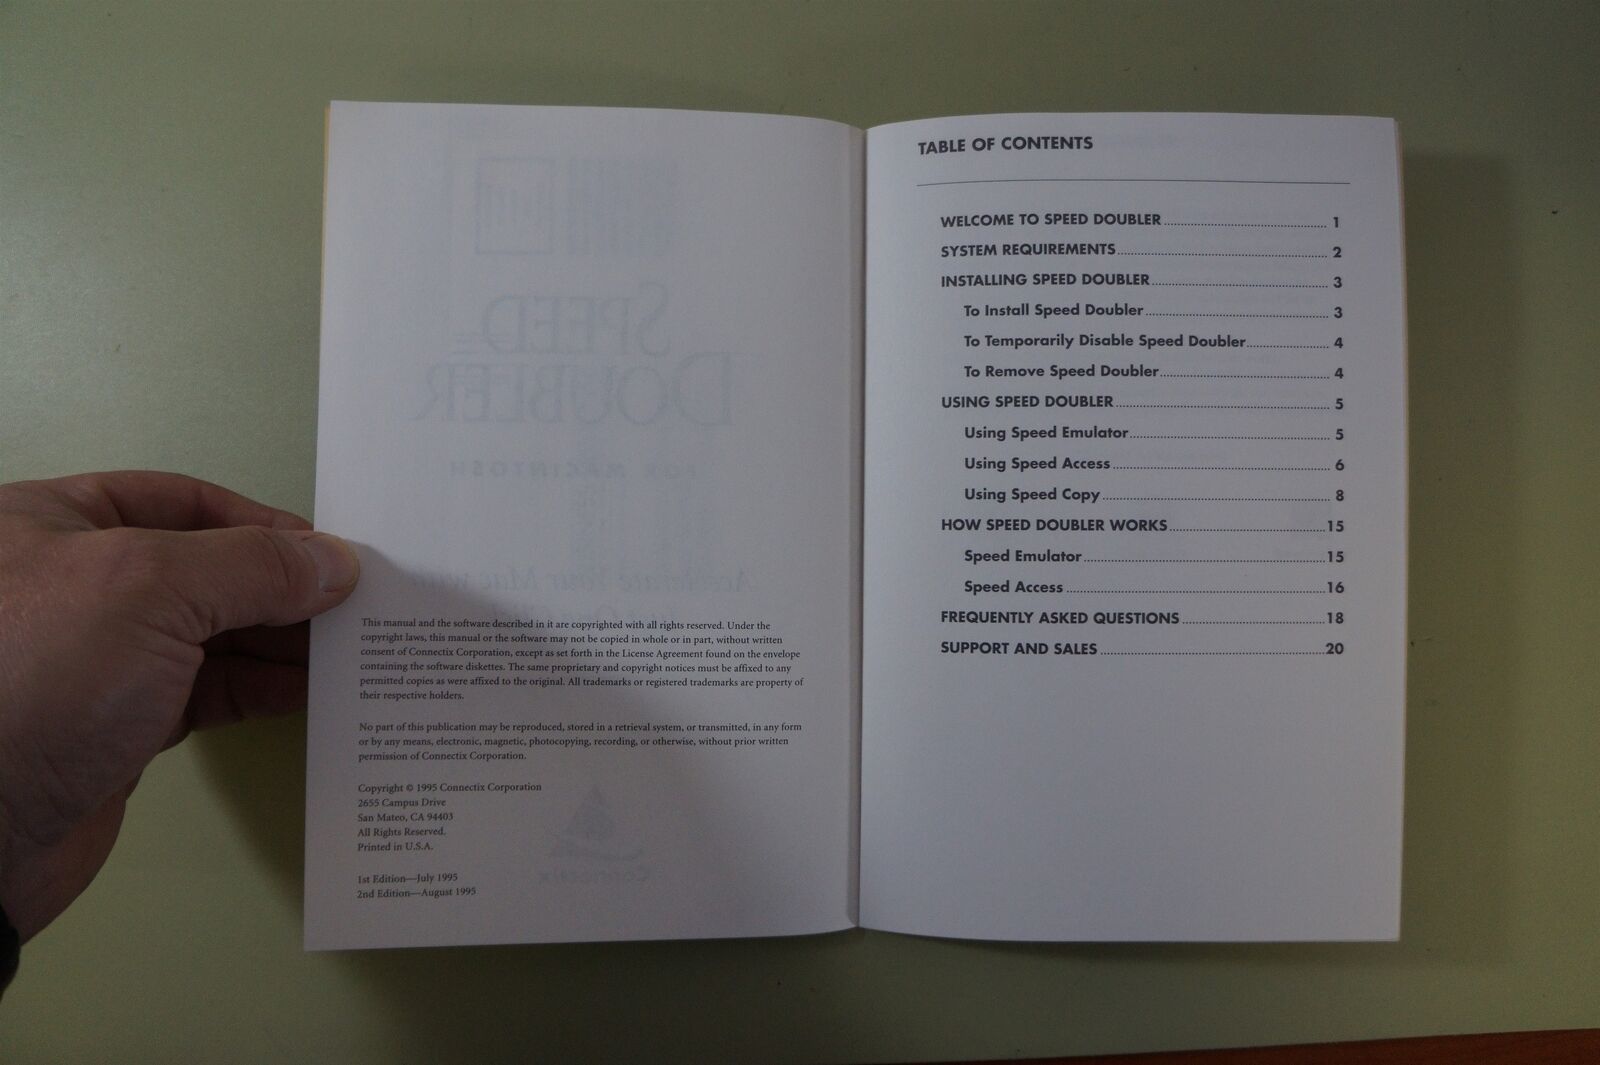 This manual and the software described in it are copyrighted with all rights reserved. Under the
copyright laws, this manual or the software may not be copied in whole or in part, without written
consent of Connectix Corporation, except as set forth in the License Agreement found on the envelope
containing the software diskettes. The same proprietary and copyright notices must be affixed to any
permitted copies as were affixed to the original. All trademarks or registered trademarks are property of
their respective holders.
No part of this publication may be reproduced, stored in a retrieval system, or transmitted, in any form
or by any means, electronic, magnetic, photocopying, recording, or otherwise, without prior written
permission of Connectix Corporation.
Copyright © 1995 Connectix Corporation
2655 Campus Drive
San Mateo, CA 94403
All Rights Reserved.
Printed in U.S.A.
1st Edition—July 1995
2nd Edition—August 1995
TABLE OF CONTENTS
WELCOME TO SPEED DOUBLER 1
SYSTEM REQUIREMENTS 2
INSTALLING SPEED DOUBLER 3
To Install Speed Doubler 3
To Temporarily Disable Speed Doubler 4
To Remove Speed Doubler 4
USING SPEED DOUBLER 5
Using Speed Emulator 5
Using Speed Access 6
Using Speed Copy 8
HOW SPEED DOUBLER WORKS 15
Speed Emulator 15
Speed Access 16
FREQUENTLY ASKED QUESTIONS 18
SUPPORT AND SALES 20